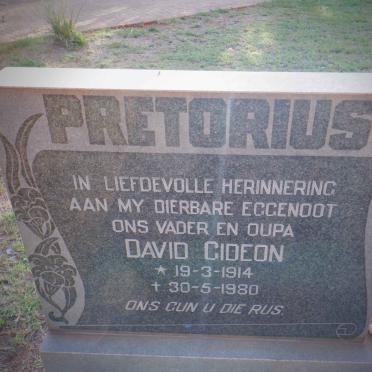 PRETORIUS
IN LIEFDEVOLLE HERINNERING
AAN MY DIERBARE EGGENOOT
ONS VADER EN OUPA
DAVID GIDEON
* 19-3-1914
† 30-5-1980
ONS GUN U DIE RUS.